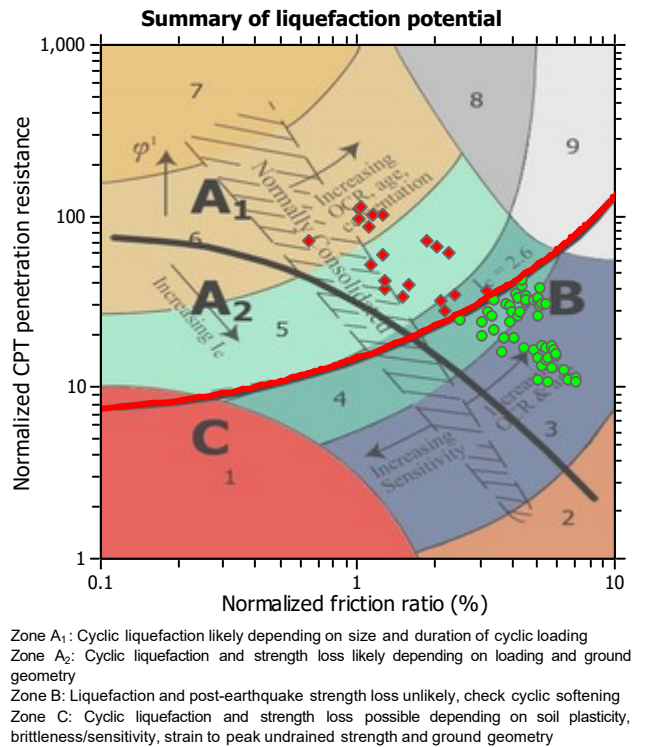 Summary of liquefaction potential
Normalized CPT penetration resistance
1,000
100
10
1
7
8
9
φ'
A1
Normally Consolidated
Increasing
OCR, age,
cementation
6
A2
Increasing Ic
5
Ic = 2.6
B
4
C
1
Increasing
Sensitivity
Increasing
OCR & age
3
2
0.1
1
10
Normalized friction ratio (%)
Zone A1: Cyclic liquefaction likely depending on size and duration of cyclic loading
Zone A2: Cyclic liquefaction and strength loss likely depending on loading and ground
geometry
Zone B: Liquefaction and post-earthquake strength loss unlikely, check cyclic softening
Zone C: Cyclic liquefaction and strength loss possible depending on soil plasticity,
brittleness/sensitivity, strain to peak undrained strength and ground geometry